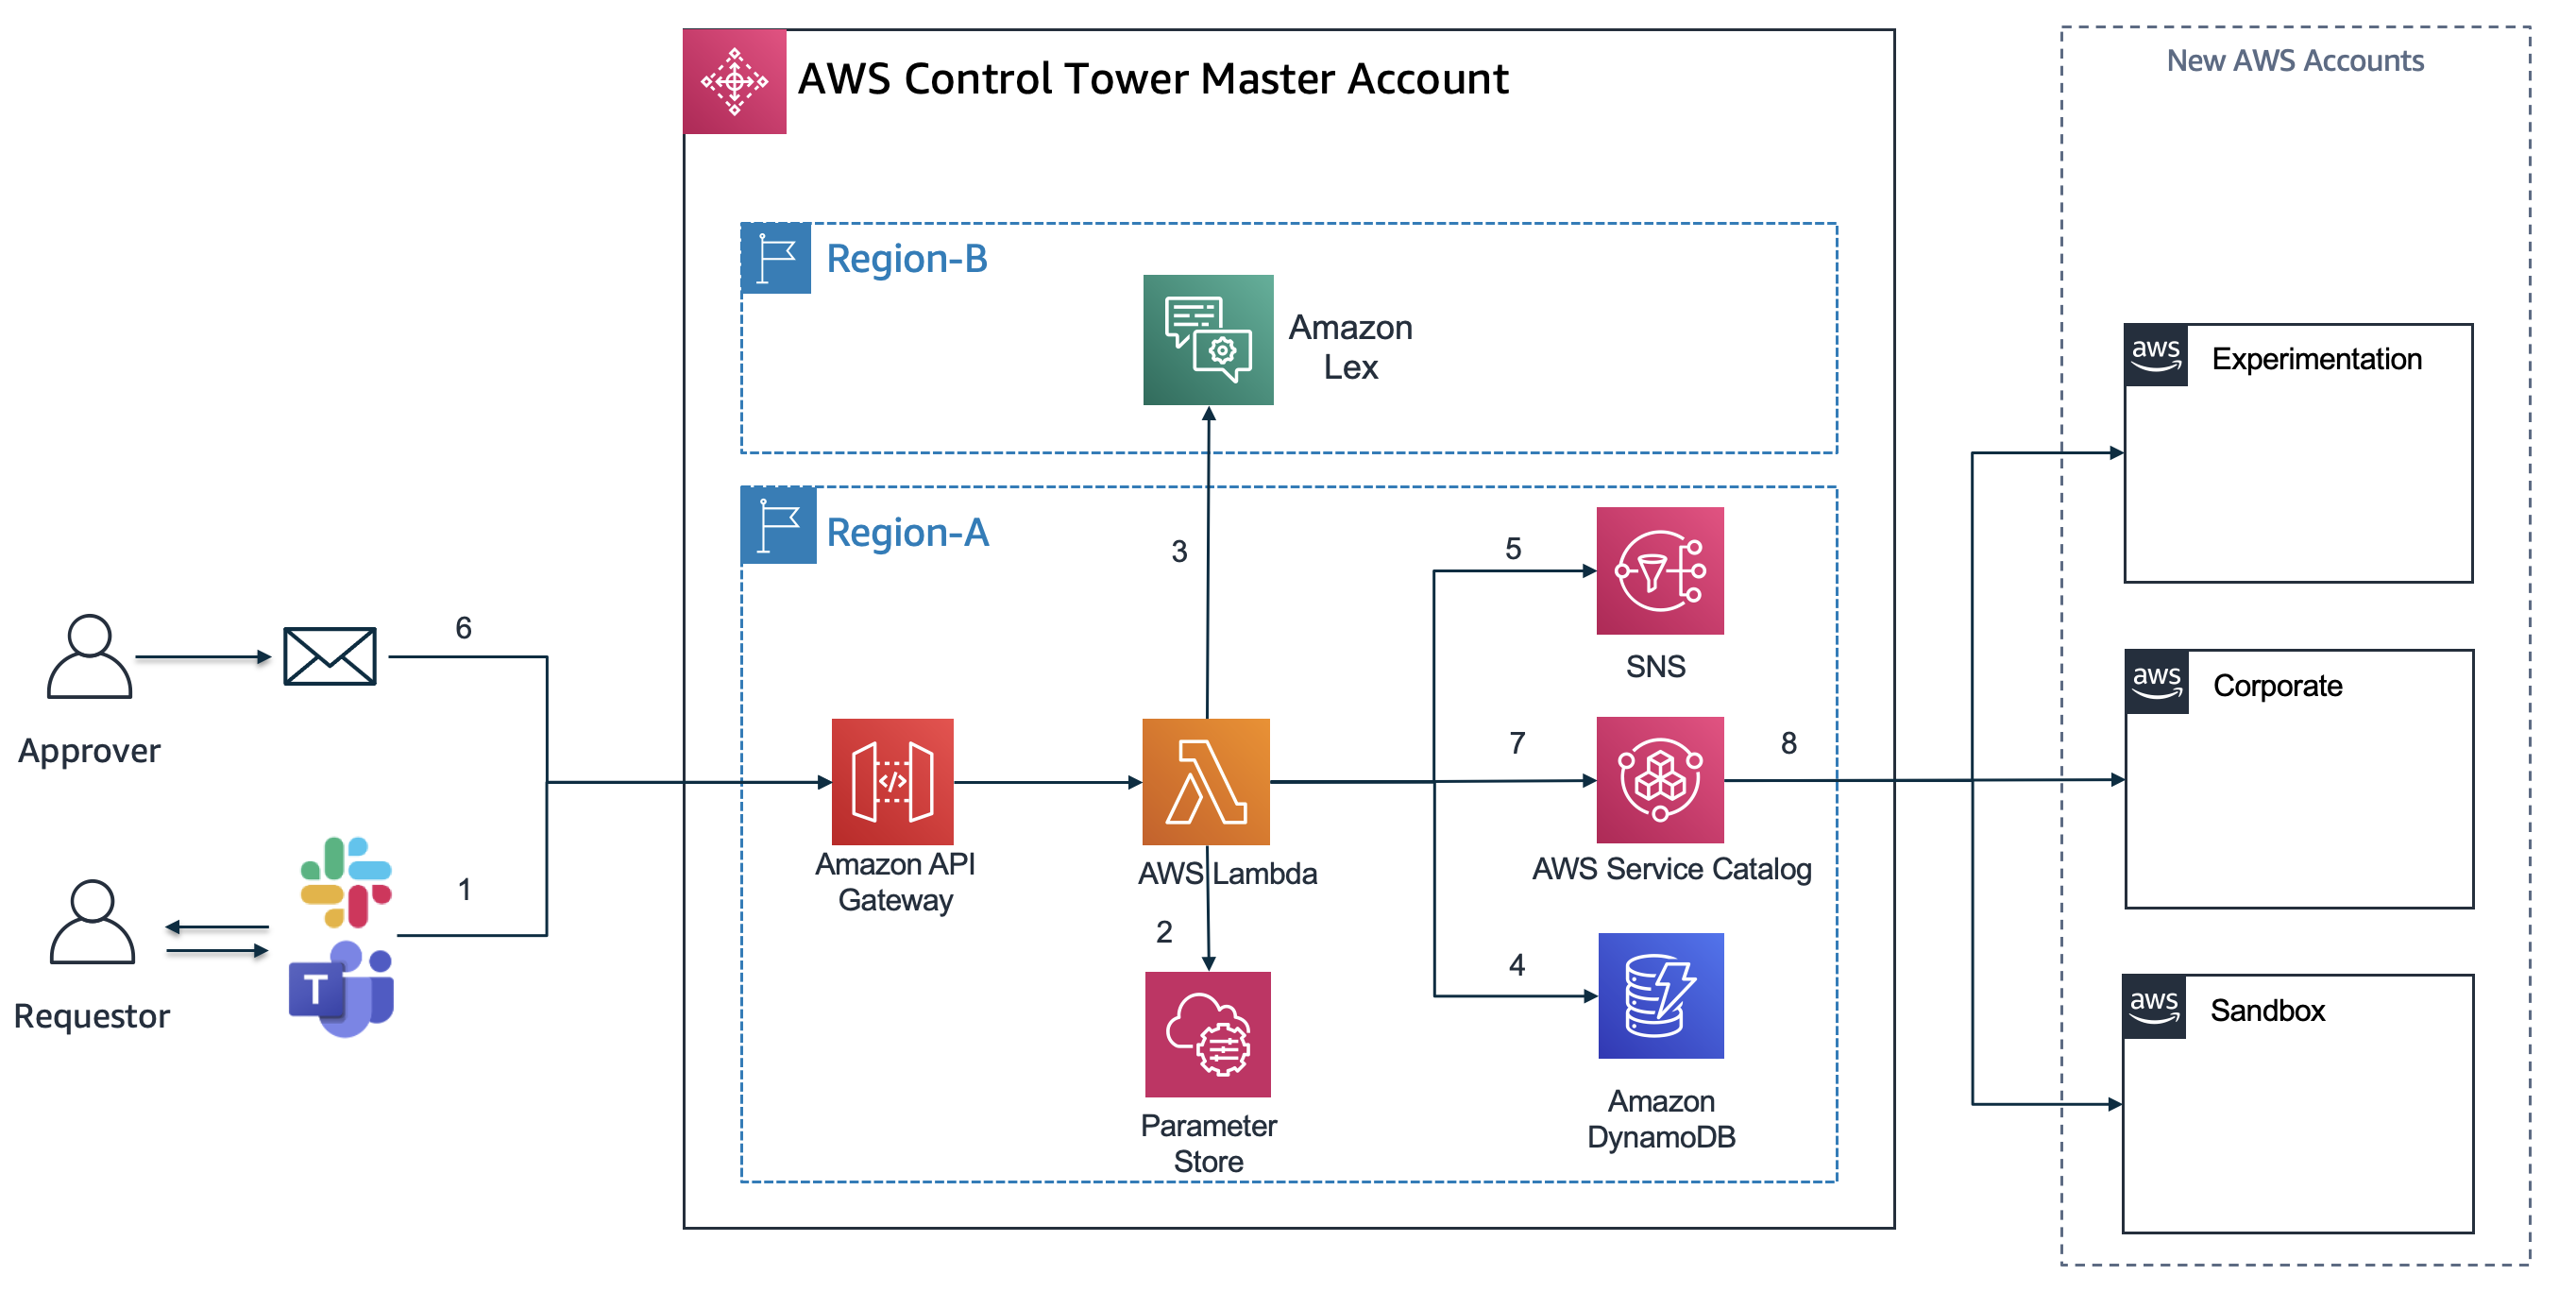 AWS Control Tower Master Account
New AWS Accounts
Region-B
Amazon
Lex
Region-A
3
5
SNS
6
Approver
1
Requestor
T
Amazon API
Gateway
AWS Lambda
2
Parameter
Store
7
AWS Service Catalog
8
4
Amazon
DynamoDB
aws
Experimentation
aws
Corporate
aws
Sandbox